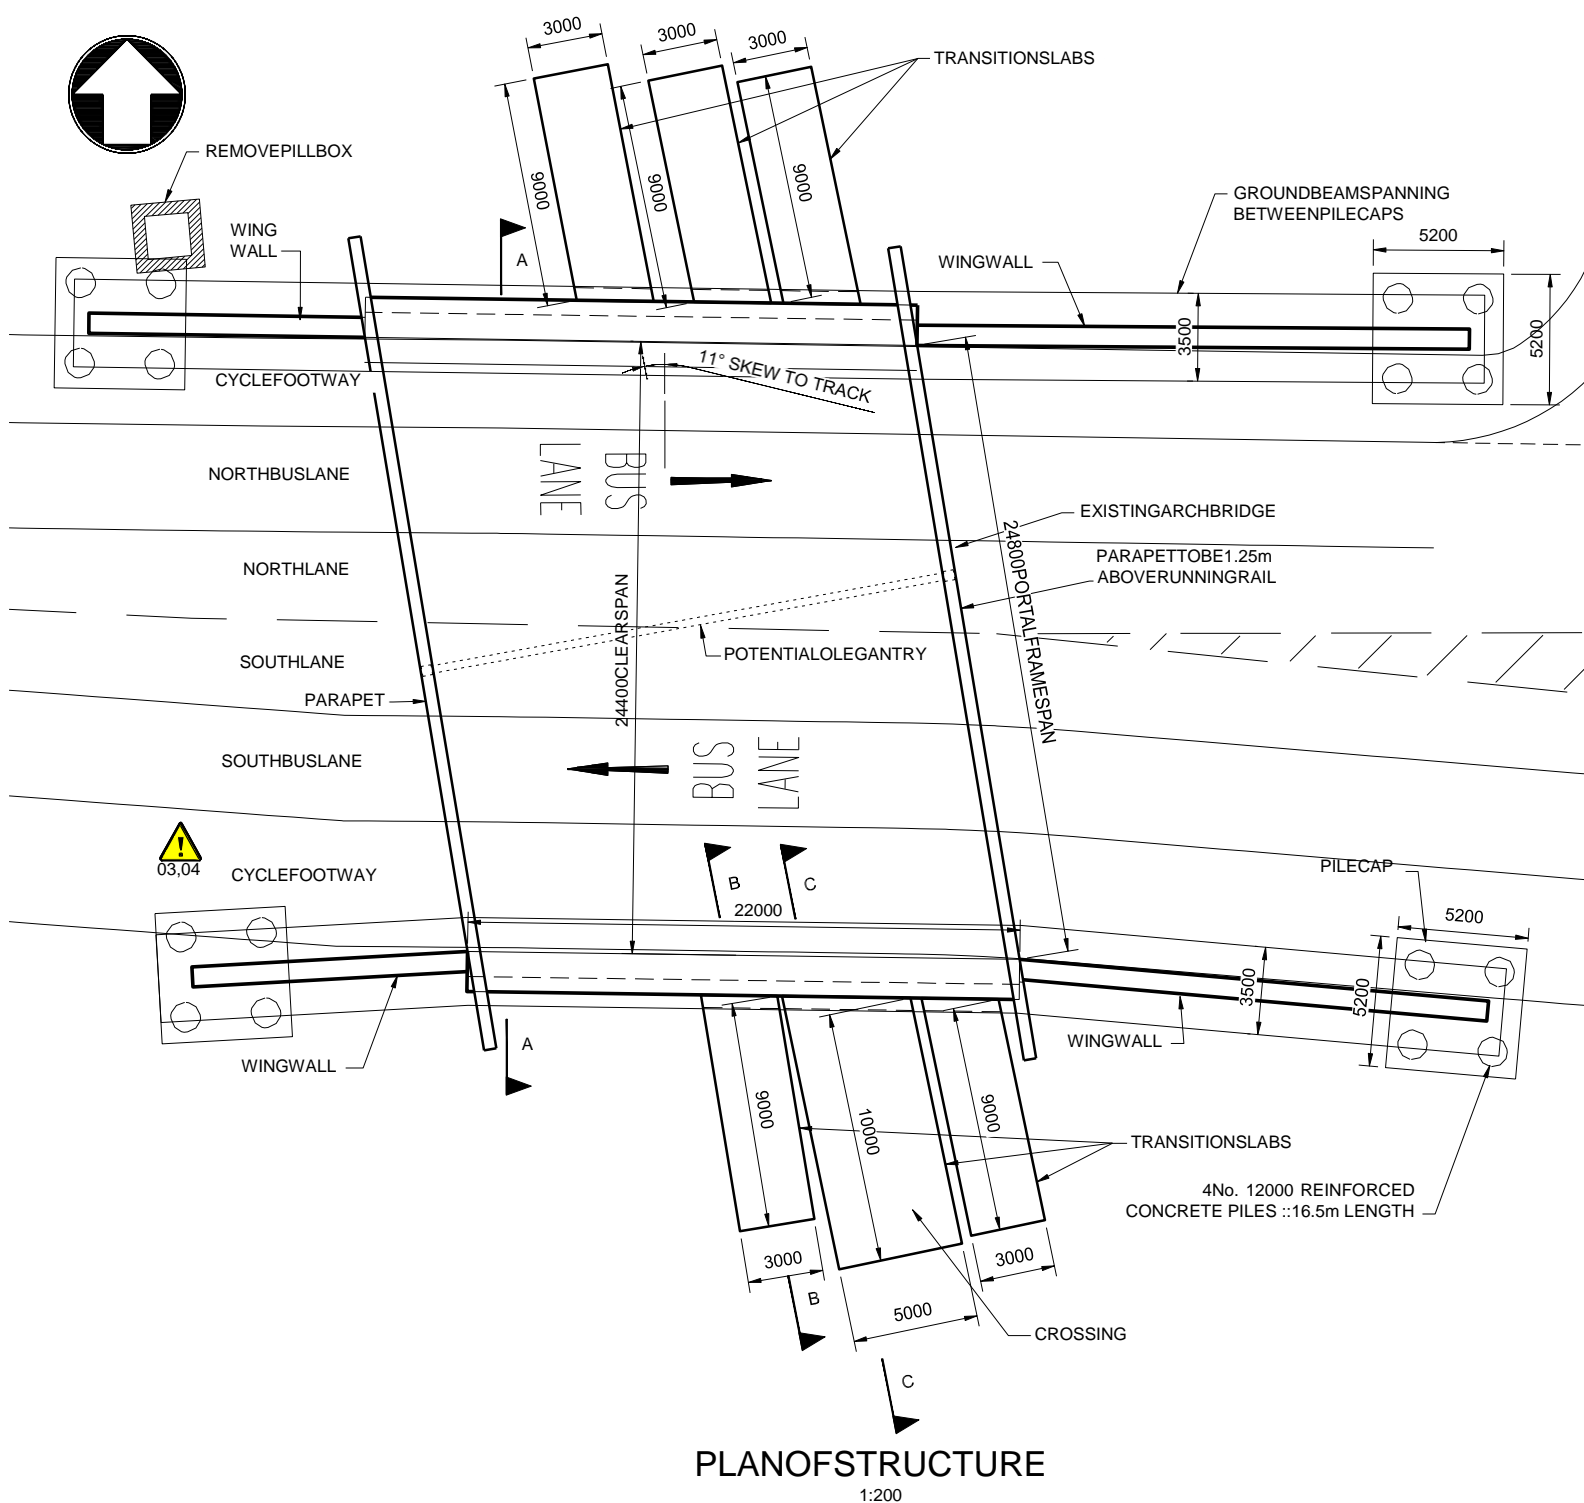 3000
3000
3000
TRANSITIONSLABS
REMOVEPILLBOX
9000
9000
9000
GROUNDBEAMSPANNING
BETWEENPILECAPS
WING
WALL
A
WINGWALL
5200
3500
5200
11° SKEW TO TRACK
CYCLEFOOTWAY
BUS
LANE
NORTHBUSLANE
EXISTINGARCHBRIDGE
NORTHLANE
PARAPETTOBE1.25m
ABOVERUNNINGRAIL
24400CLEARSPAN
24800PORTALFRAMESPAN
SOUTHLANE
POTENTIALOLEGANTRY
PARAPET
SOUTHBUSLANE
BUS
LANE
!
03,04
CYCLEFOOTWAY
B
C
22000
PILECAP
5200
3500
5200
WINGWALL
A
WINGWALL
9000
10000
9000
TRANSITIONSLABS
4No. 12000 REINFORCED
CONCRETE PILES ::16.5m LENGTH
3000
3000
B
5000
CROSSING
C
PLANOFSTRUCTURE
1:200